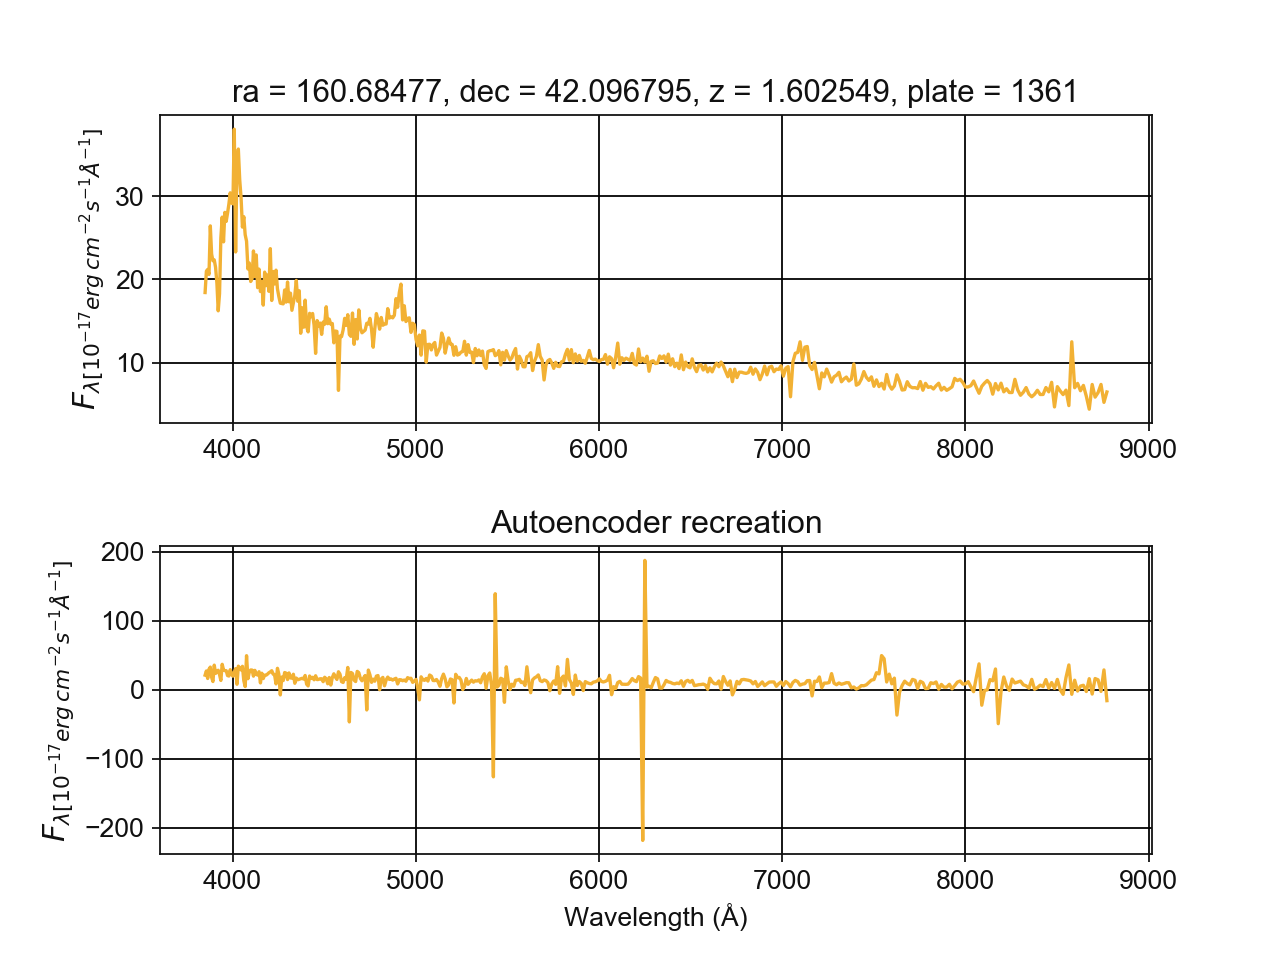 ra = 160.68477, dec = 42.096795, z = 1.602549, plate = 1361
F_λ[10⁻¹⁷erg cm⁻²s⁻¹Å⁻¹]
30
20
10
4000 5000 6000 7000 8000 9000
Autoencoder recreation
F_λ[10⁻¹⁷erg cm⁻²s⁻¹Å⁻¹]
200
100
0
−100
−200
4000 5000 6000 7000 8000 9000
Wavelength (Å)